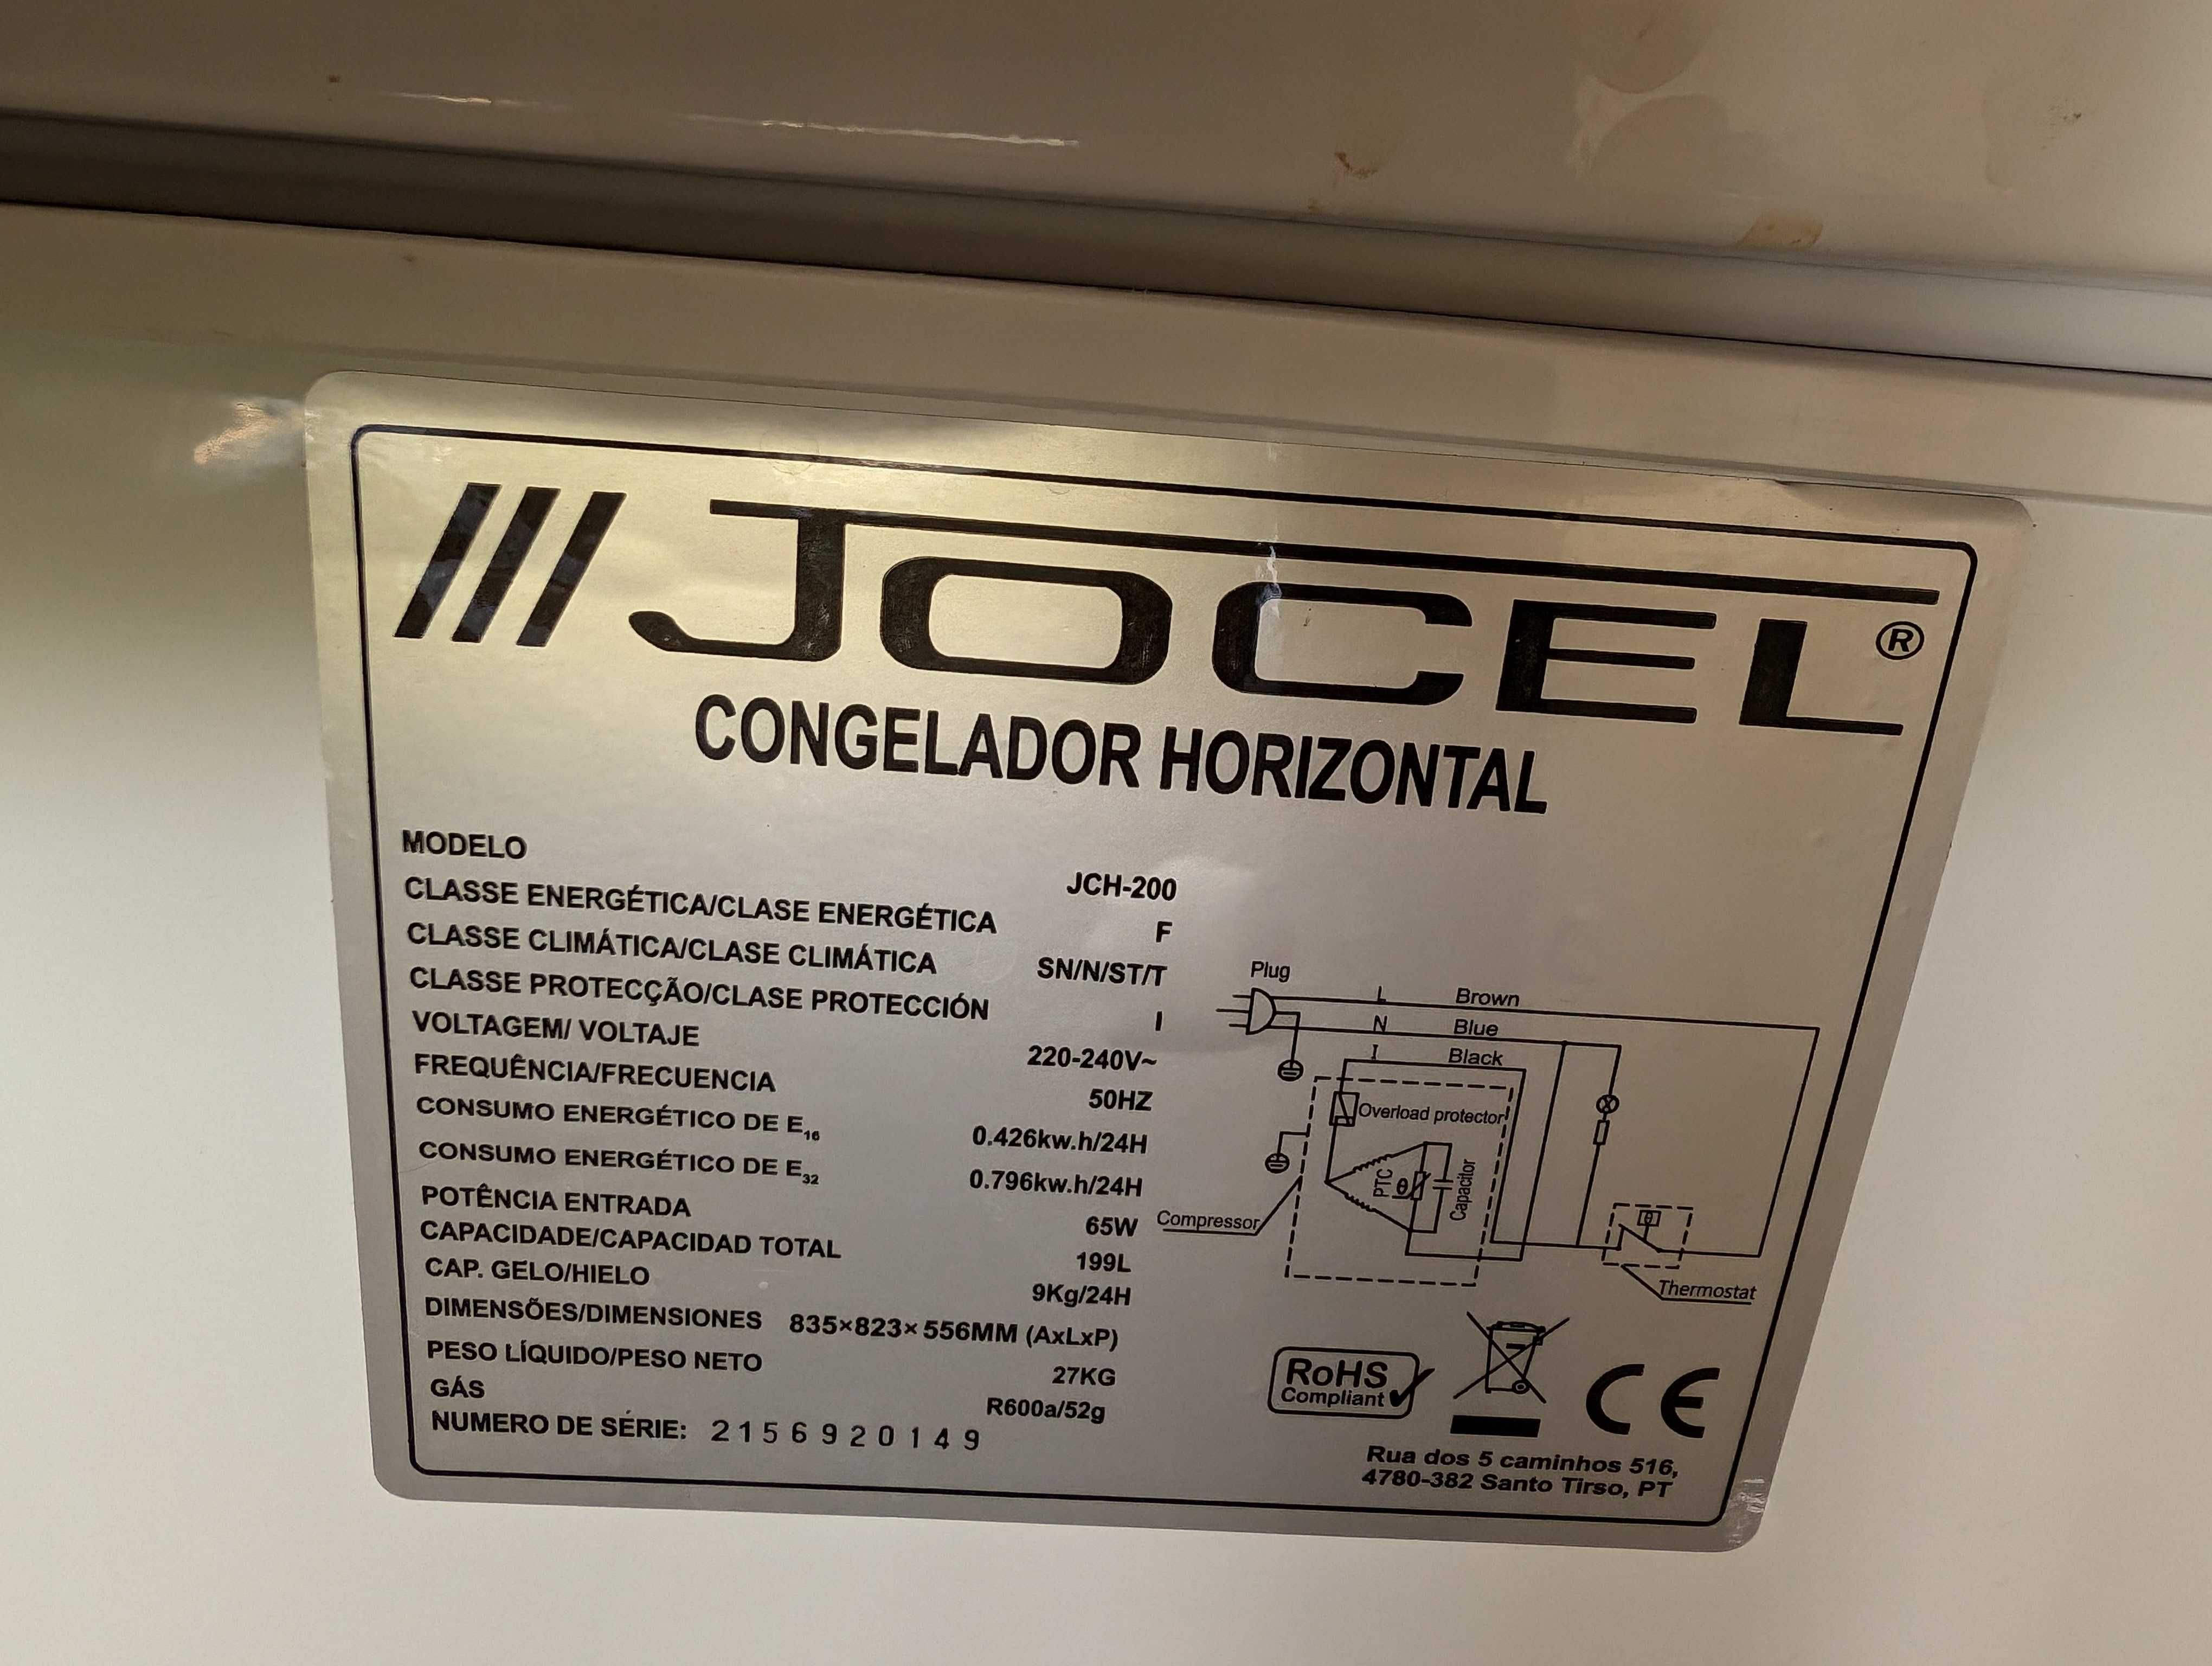 JOCEL®
CONGELADOR HORIZONTAL
MODELO JCH-200
CLASSE ENERGÉTICA/CLASE ENERGÉTICA F
CLASSE CLIMÁTICA/CLASE CLIMÁTICA SN/N/ST/T
CLASSE PROTECÇÃO/CLASE PROTECCIÓN I
VOLTAGEM/ VOLTAJE 220-240V~
FREQUÊNCIA/FRECUENCIA 50HZ
CONSUMO ENERGÉTICO DE E16 0.426kw.h/24H
CONSUMO ENERGÉTICO DE E32 0.796kw.h/24H
POTÊNCIA ENTRADA 65W
CAPACIDADE/CAPACIDAD TOTAL 199L
CAP. GELO/HIELO 9Kg/24H
DIMENSÕES/DIMENSIONES 835×823×556MM (AxLxP)
PESO LÍQUIDO/PESO NETO 27KG
GÁS R600a/52g
NUMERO DE SÉRIE: 2156920149
Plug
L Brown
N Blue
I Black
Overload protector
PTC
θ
Capacitor
Compressor
θ
Thermostat
RoHS
Compliant
CE
Rua dos 5 caminhos 516,
4780-382 Santo Tirso, PT